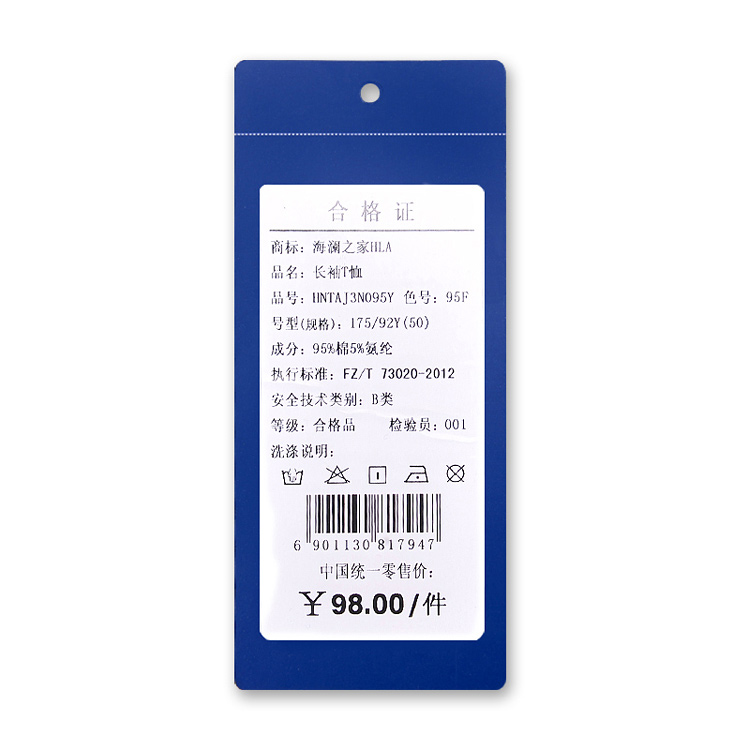 合格证
商标：海澜之家HLA
品名：长袖T恤
品号：HNTAJ3N095Y 色号：95F
号型(规格)：175/92Y(50)
成分：95%棉5%氨纶
执行标准：FZ/T 73020-2012
安全技术类别：B类
等级：合格品 检验员：001
洗涤说明：
6 901130 817947
中国统一零售价：
￥98.00/件